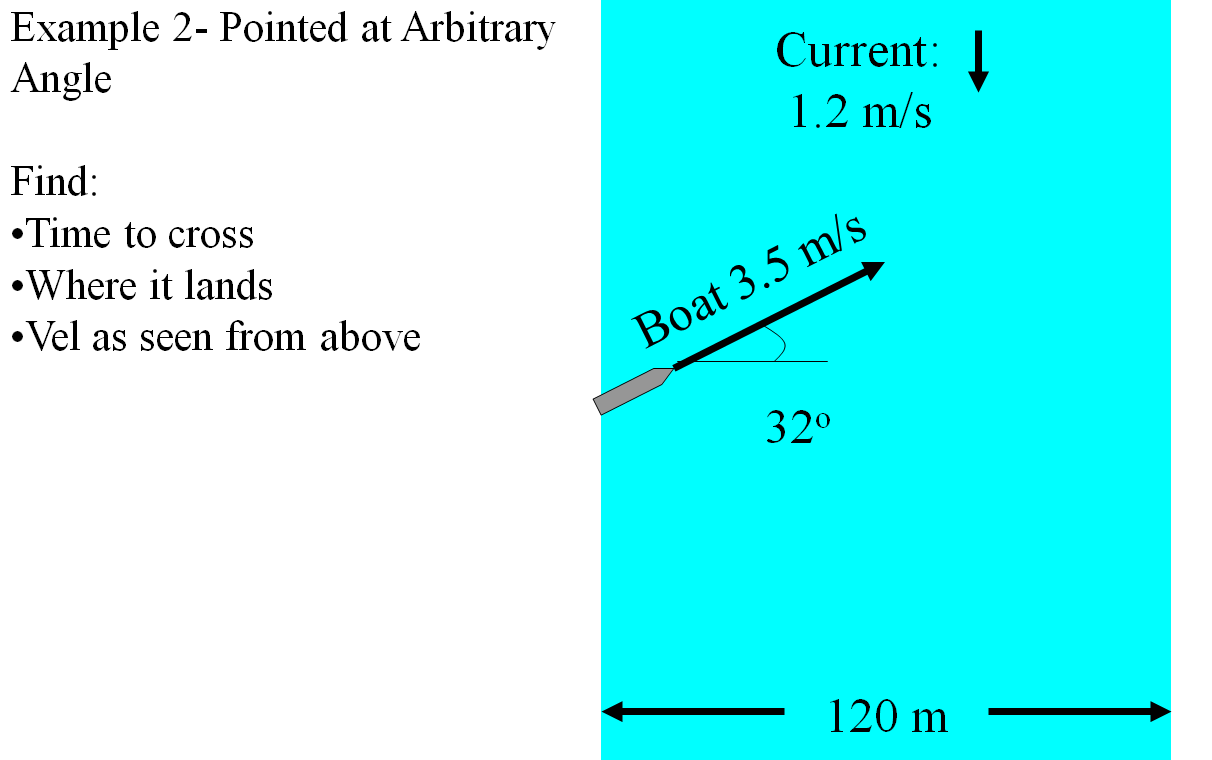 Example 2- Pointed at Arbitrary
Angle
Find:
•Time to cross
•Where it lands
•Vel as seen from above
Current:
1.2 m/s
Boat 3.5 m/s
32º
120 m